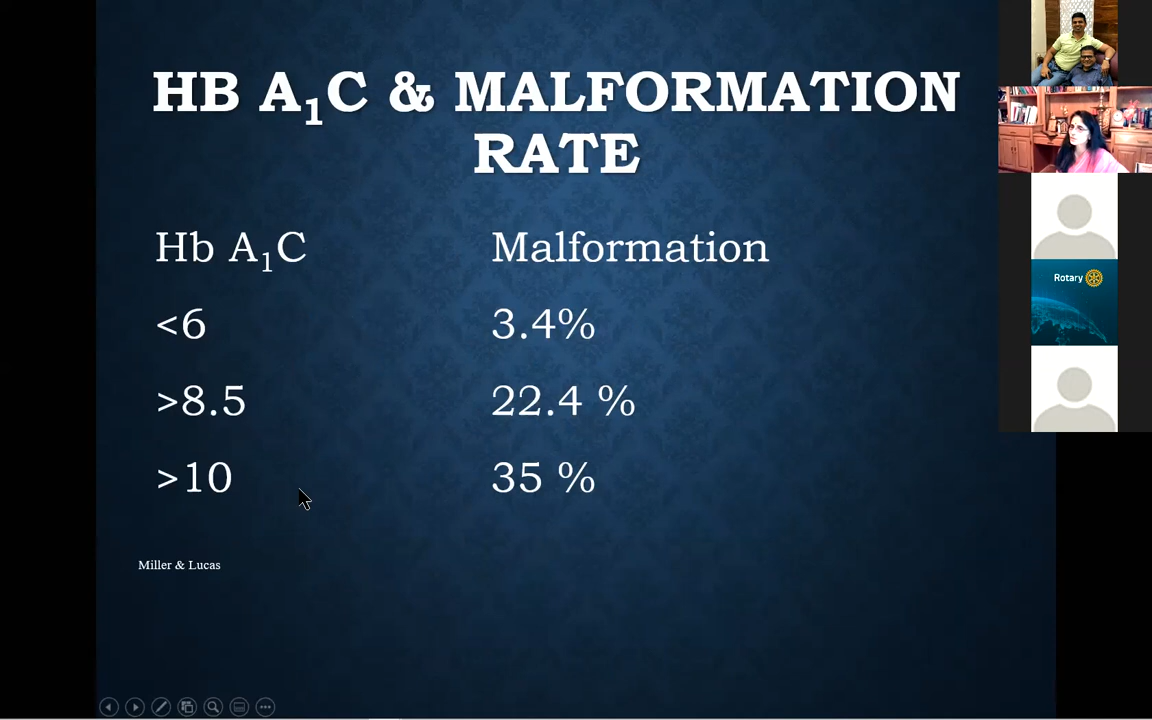 HB A₁C & MALFORMATION
RATE
Hb A₁C Malformation
<6 3.4%
>8.5 22.4 %
>10 35 %
Miller & Lucas
Rotary